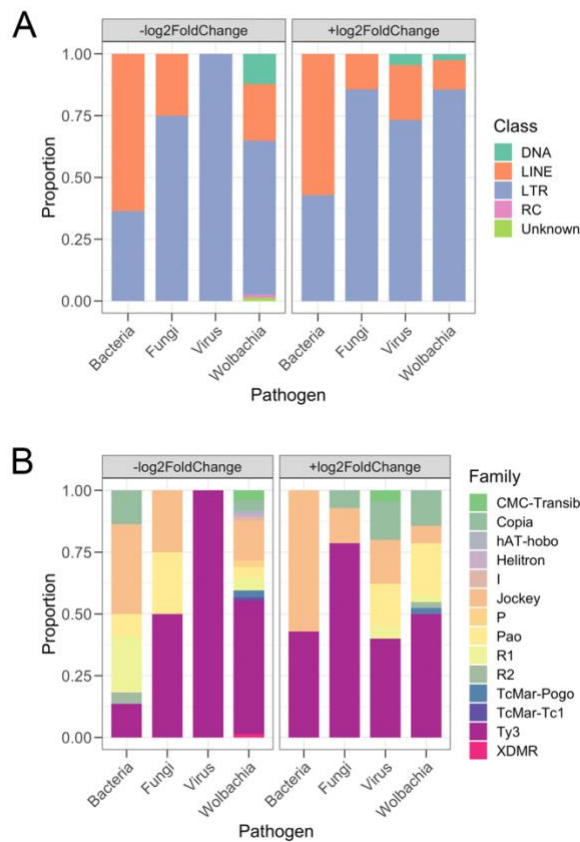 A
-log2FoldChange +log2FoldChange
1.00
0.75
0.50
0.25
0.00
Proportion
Bacteria Fungi Virus Wolbachia Bacteria Fungi Virus Wolbachia
Pathogen
Class
DNA
LINE
LTR
RC
Unknown
B
-log2FoldChange +log2FoldChange
1.00
0.75
0.50
0.25
0.00
Proportion
Bacteria Fungi Virus Wolbachia Bacteria Fungi Virus Wolbachia
Pathogen
Family
CMC-Transib
Copia
hAT-hobo
Helitron
I
Jockey
P
Pao
R1
R2
TcMar-Pogo
TcMar-Tc1
Ty3
XDMR